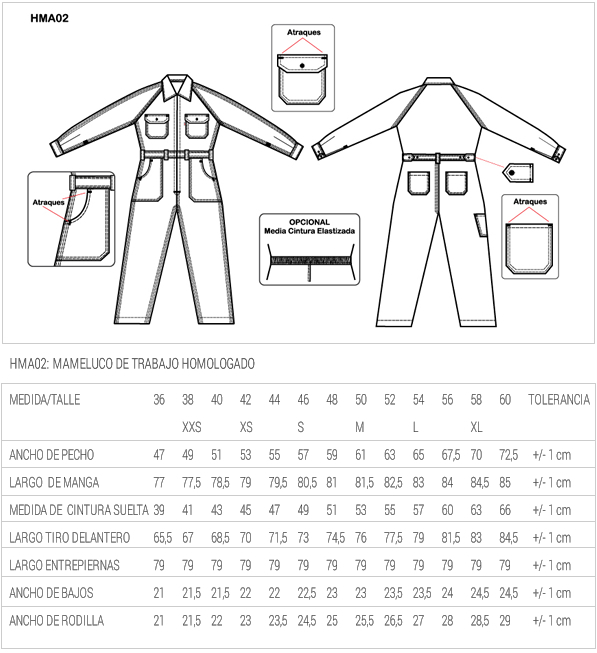 HMA02
Atraques
Atraques
OPCIONAL
Media Cintura Elastizada
Atraques
HMA02: MAMELUCO DE TRABAJO HOMOLOGADO
MEDIDA/TALLE 36 38 40 42 44 46 48 50 52 54 56 58 60 TOLERANCIA
XXS XS S M L XL
ANCHO DE PECHO 47 49 51 53 55 57 59 61 63 65 67,5 70 72,5 +/- 1 cm
LARGO DE MANGA 77 77,5 78,5 79 79,5 80,5 81 81,5 82,5 83 84 84,5 85 +/- 1 cm
MEDIDA DE CINTURA SUELTA 39 41 43 45 47 49 51 53 55 57 60 63 66 +/- 1 cm
LARGO TIRO DELANTERO 65,5 67 68,5 70 71,5 73 74,5 76 77,5 79 81,5 83 84,5 +/- 1 cm
LARGO ENTREPIERNAS 79 79 79 79 79 79 79 79 79 79 79 79 79 +/- 1 cm
ANCHO DE BAJOS 21 21,5 21,5 22 22 22,5 23 23 23,5 23,5 24 24,5 24,5 +/- 1 cm
ANCHO DE RODILLA 21 21,5 22 23 23,5 24,5 25 25,5 26,5 27 28 28,5 29 +/- 1 cm